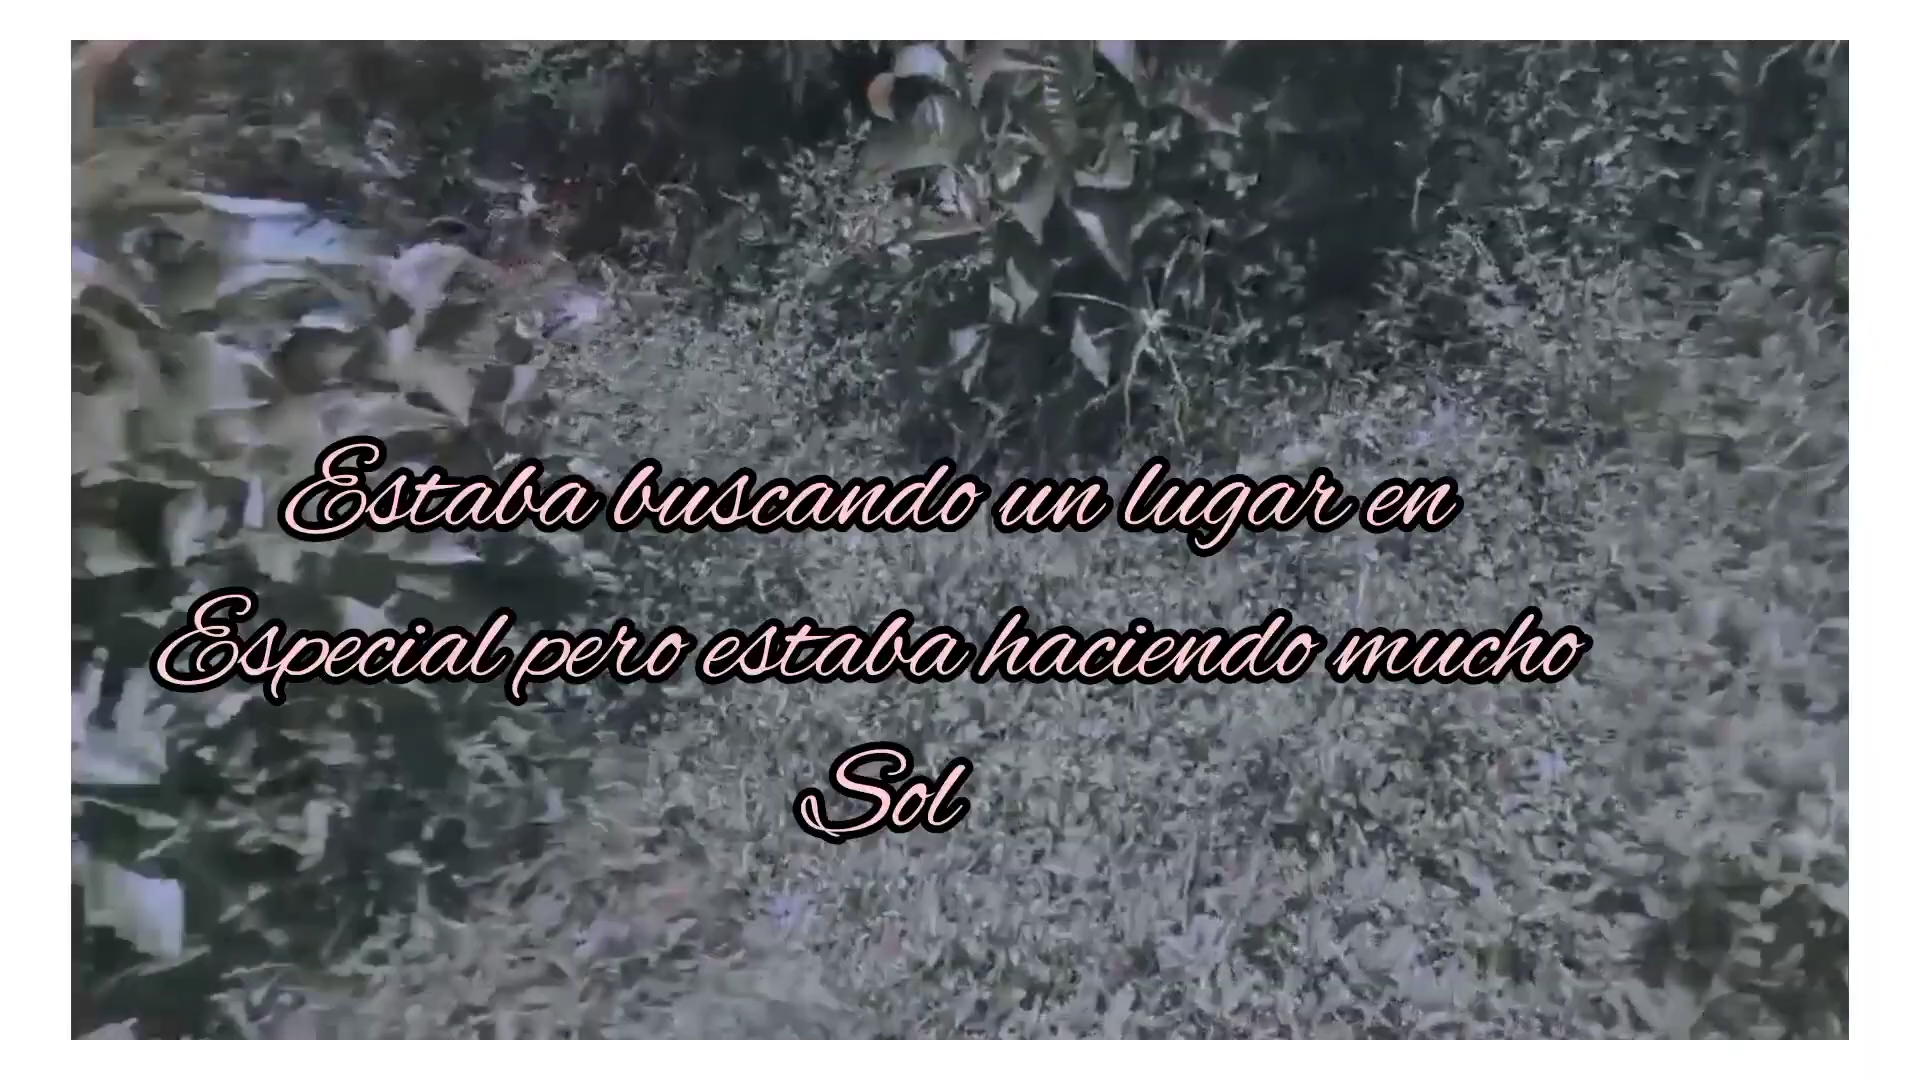 Estaba buscando un lugar en
Especial pero estaba haciendo mucho
Sol